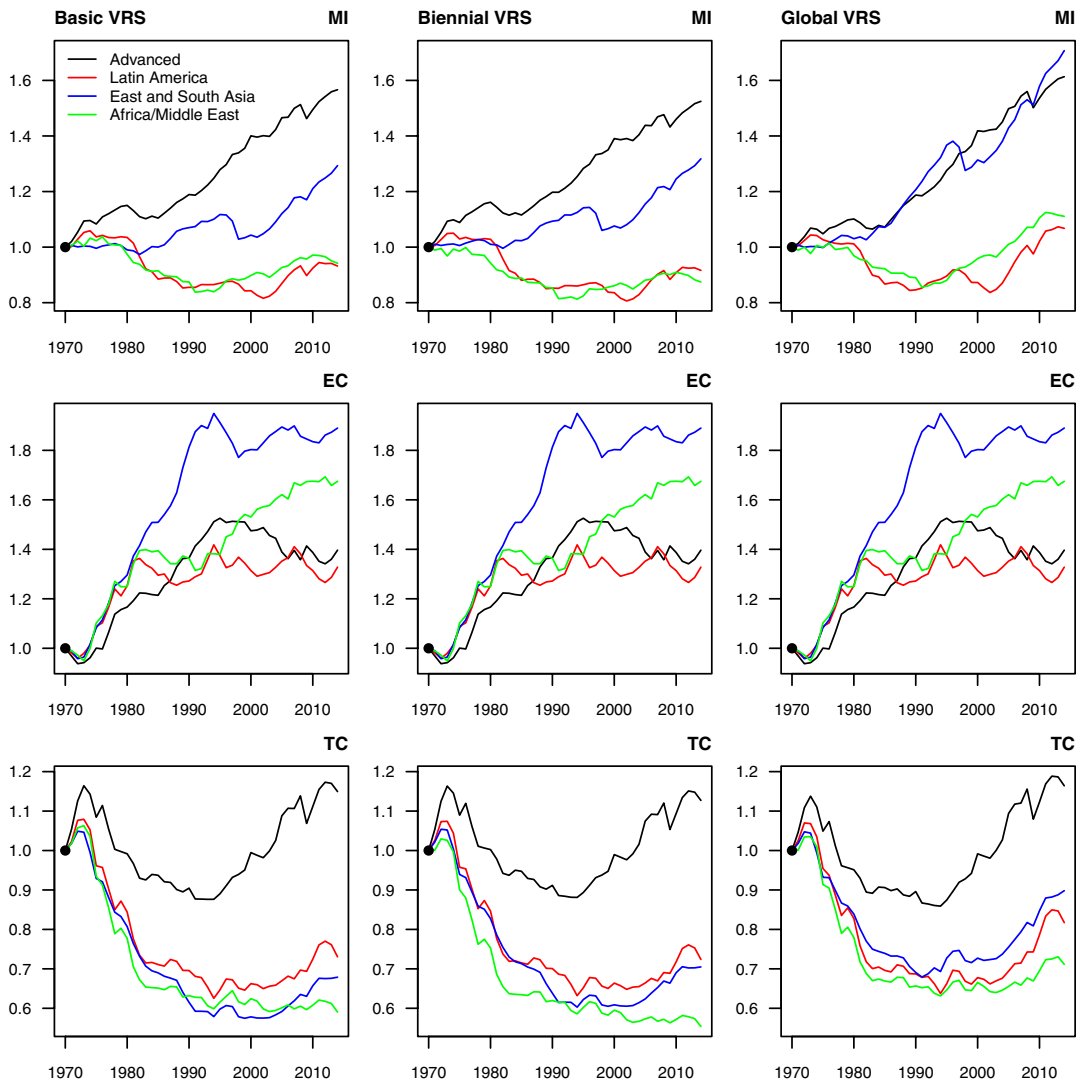 Basic VRS MI Biennial VRS MI Global VRS MI
Advanced
Latin America
East and South Asia
Africa/Middle East
1.6 1.6 1.6
1.4 1.4 1.4
1.2 1.2 1.2
1.0 1.0 1.0
0.8 0.8 0.8
1970 1980 1990 2000 2010 1970 1980 1990 2000 2010 1970 1980 1990 2000 2010
EC EC EC
1.8 1.8 1.8
1.6 1.6 1.6
1.4 1.4 1.4
1.2 1.2 1.2
1.0 1.0 1.0
1970 1980 1990 2000 2010 1970 1980 1990 2000 2010 1970 1980 1990 2000 2010
TC TC TC
1.2 1.2 1.2
1.1 1.1 1.1
1.0 1.0 1.0
0.9 0.9 0.9
0.8 0.8 0.8
0.7 0.7 0.7
0.6 0.6 0.6
1970 1980 1990 2000 2010 1970 1980 1990 2000 2010 1970 1980 1990 2000 2010